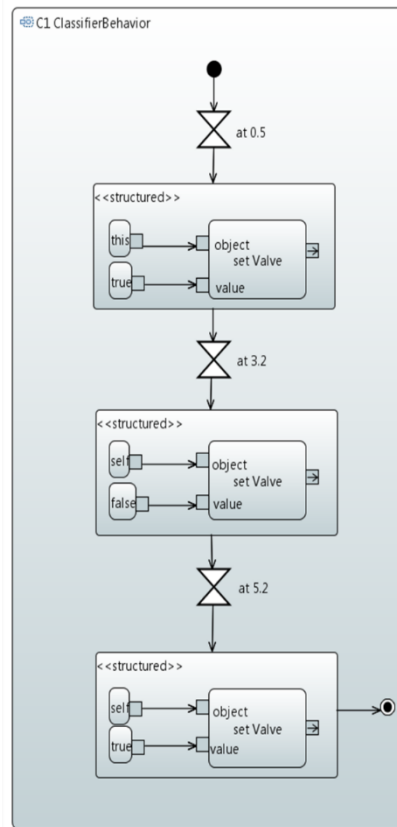 C1 ClassifierBehavior
at 0.5
<<structured>>
this
object
set Valve
true
value
at 3.2
<<structured>>
self
object
set Valve
false
value
at 5.2
<<structured>>
self
object
set Valve
true
value